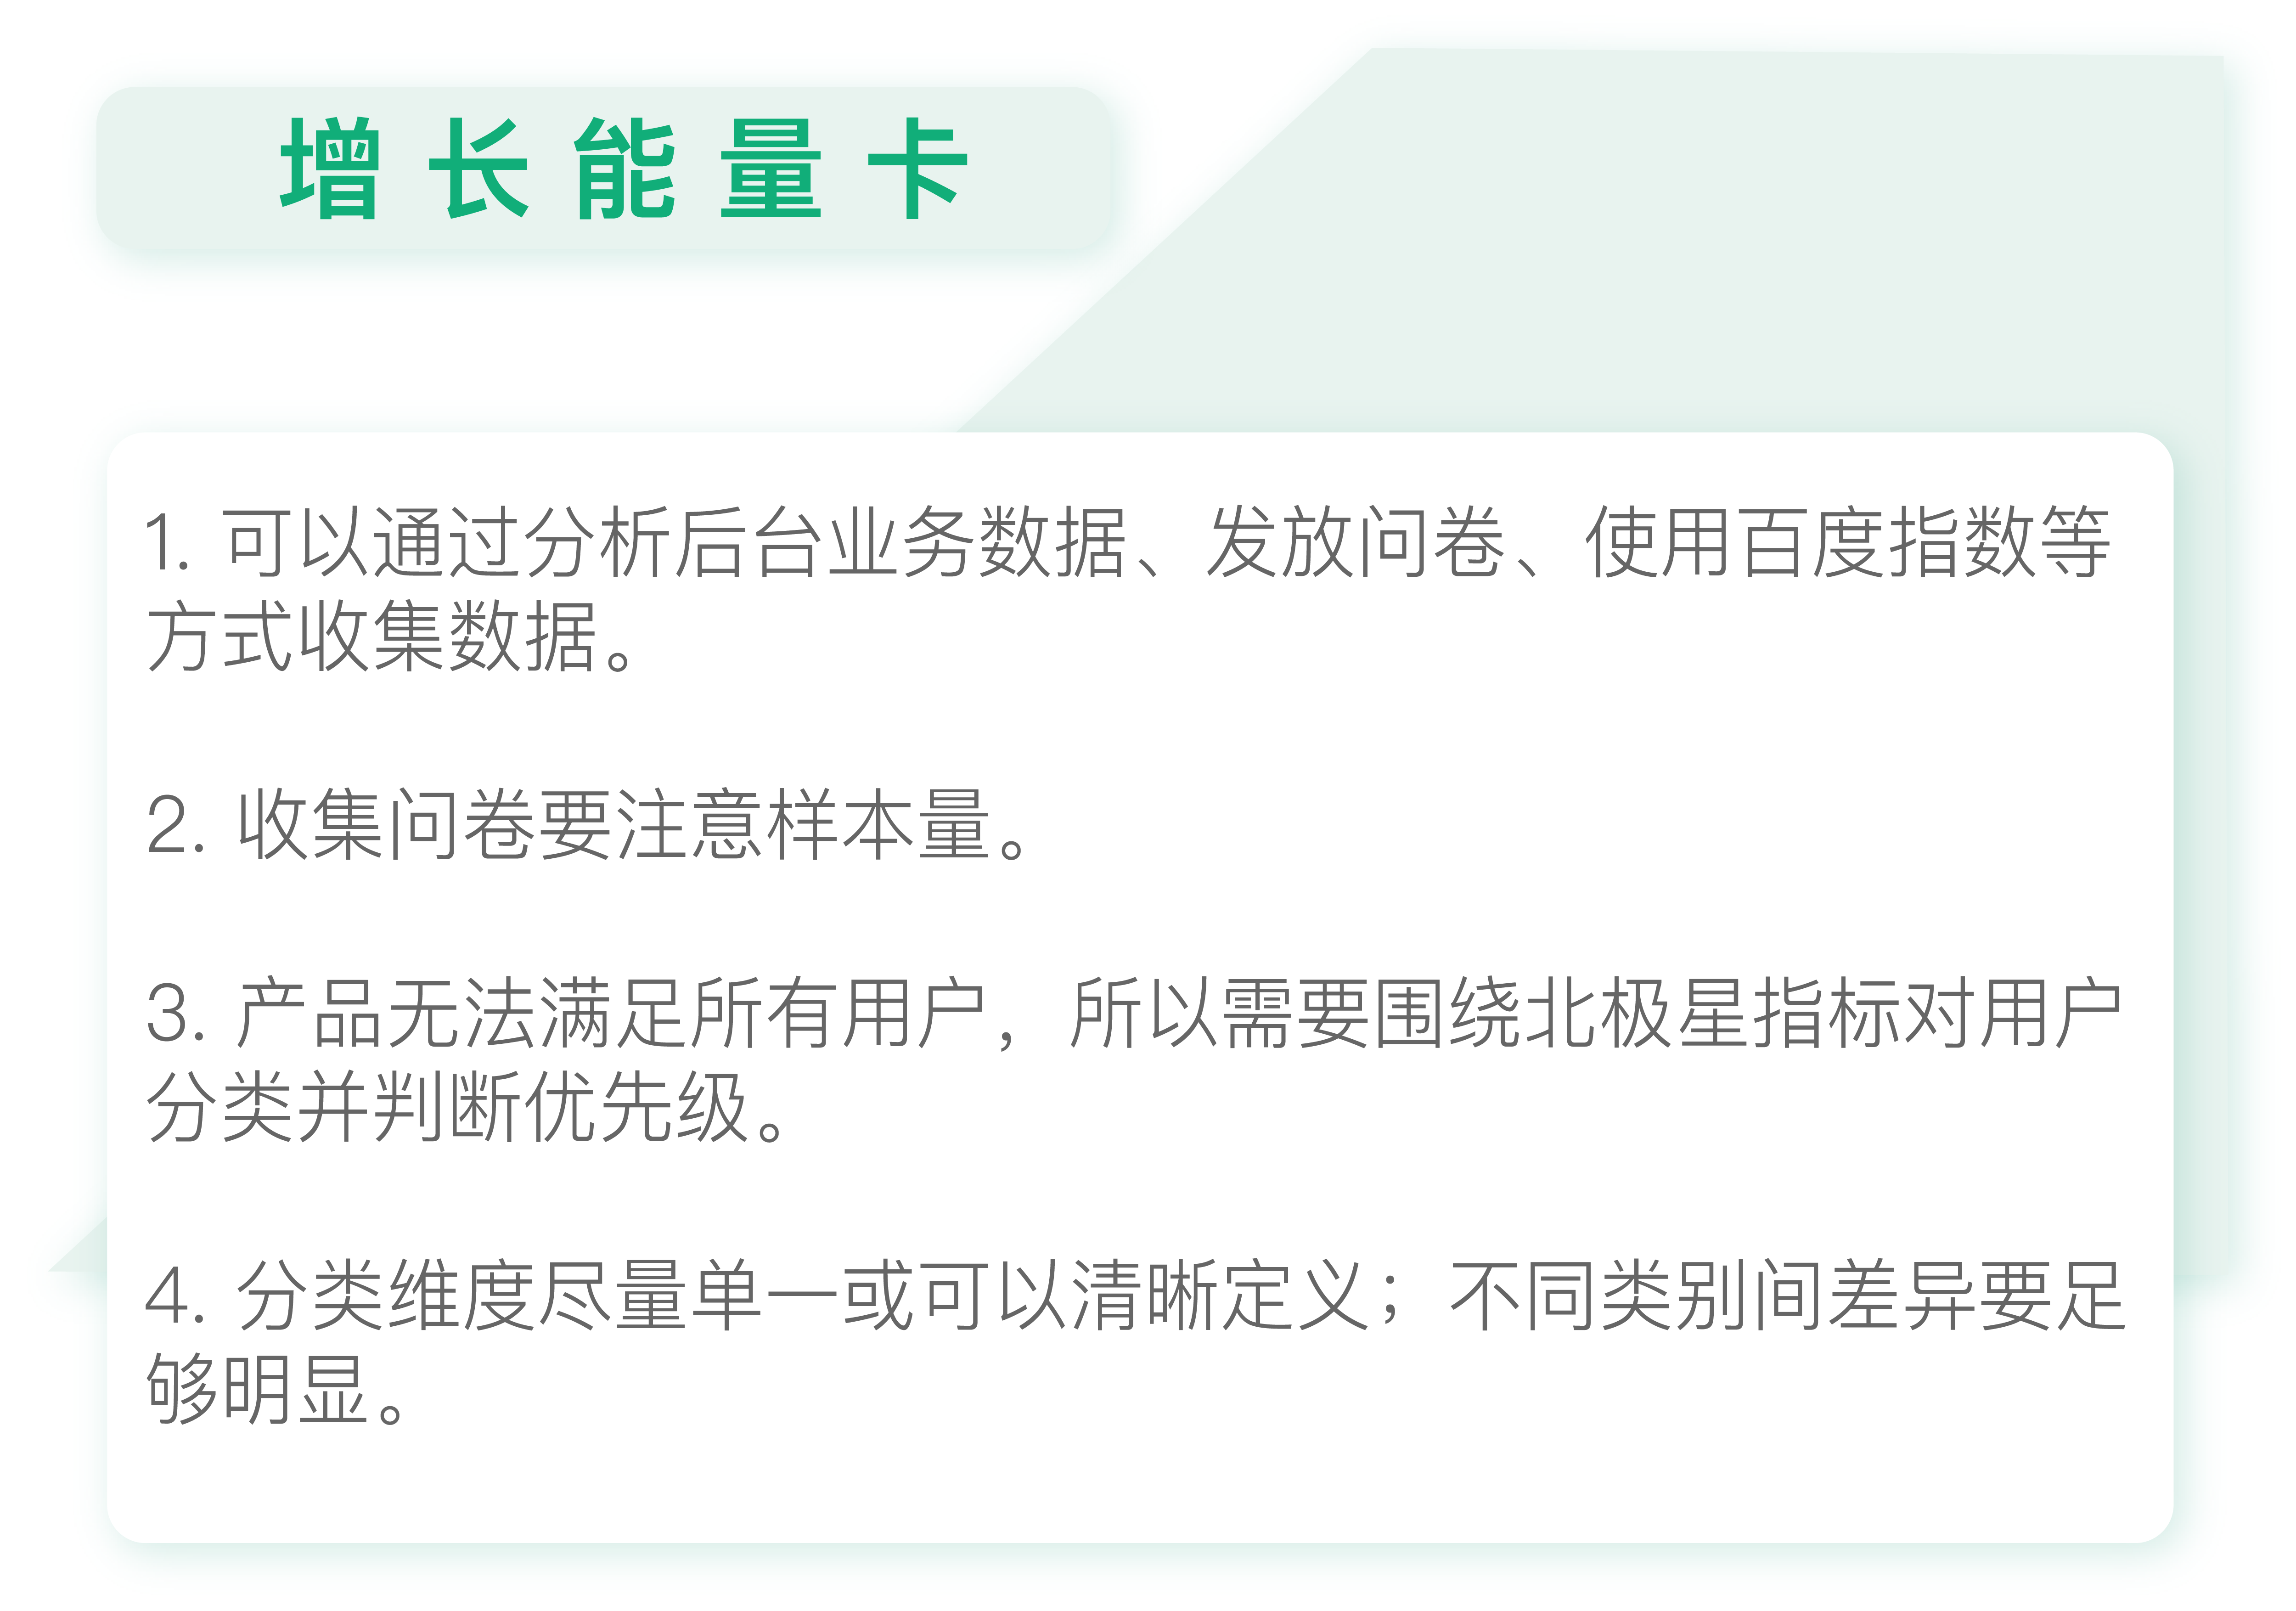 增长能量卡
1. 可以通过分析后台业务数据、发放问卷、使用百度指数等
方式收集数据。
2. 收集问卷要注意样本量。
3. 产品无法满足所有用户，所以需要围绕北极星指标对用户
分类并判断优先级。
4. 分类维度尽量单一或可以清晰定义；不同类别间差异要足
够明显。